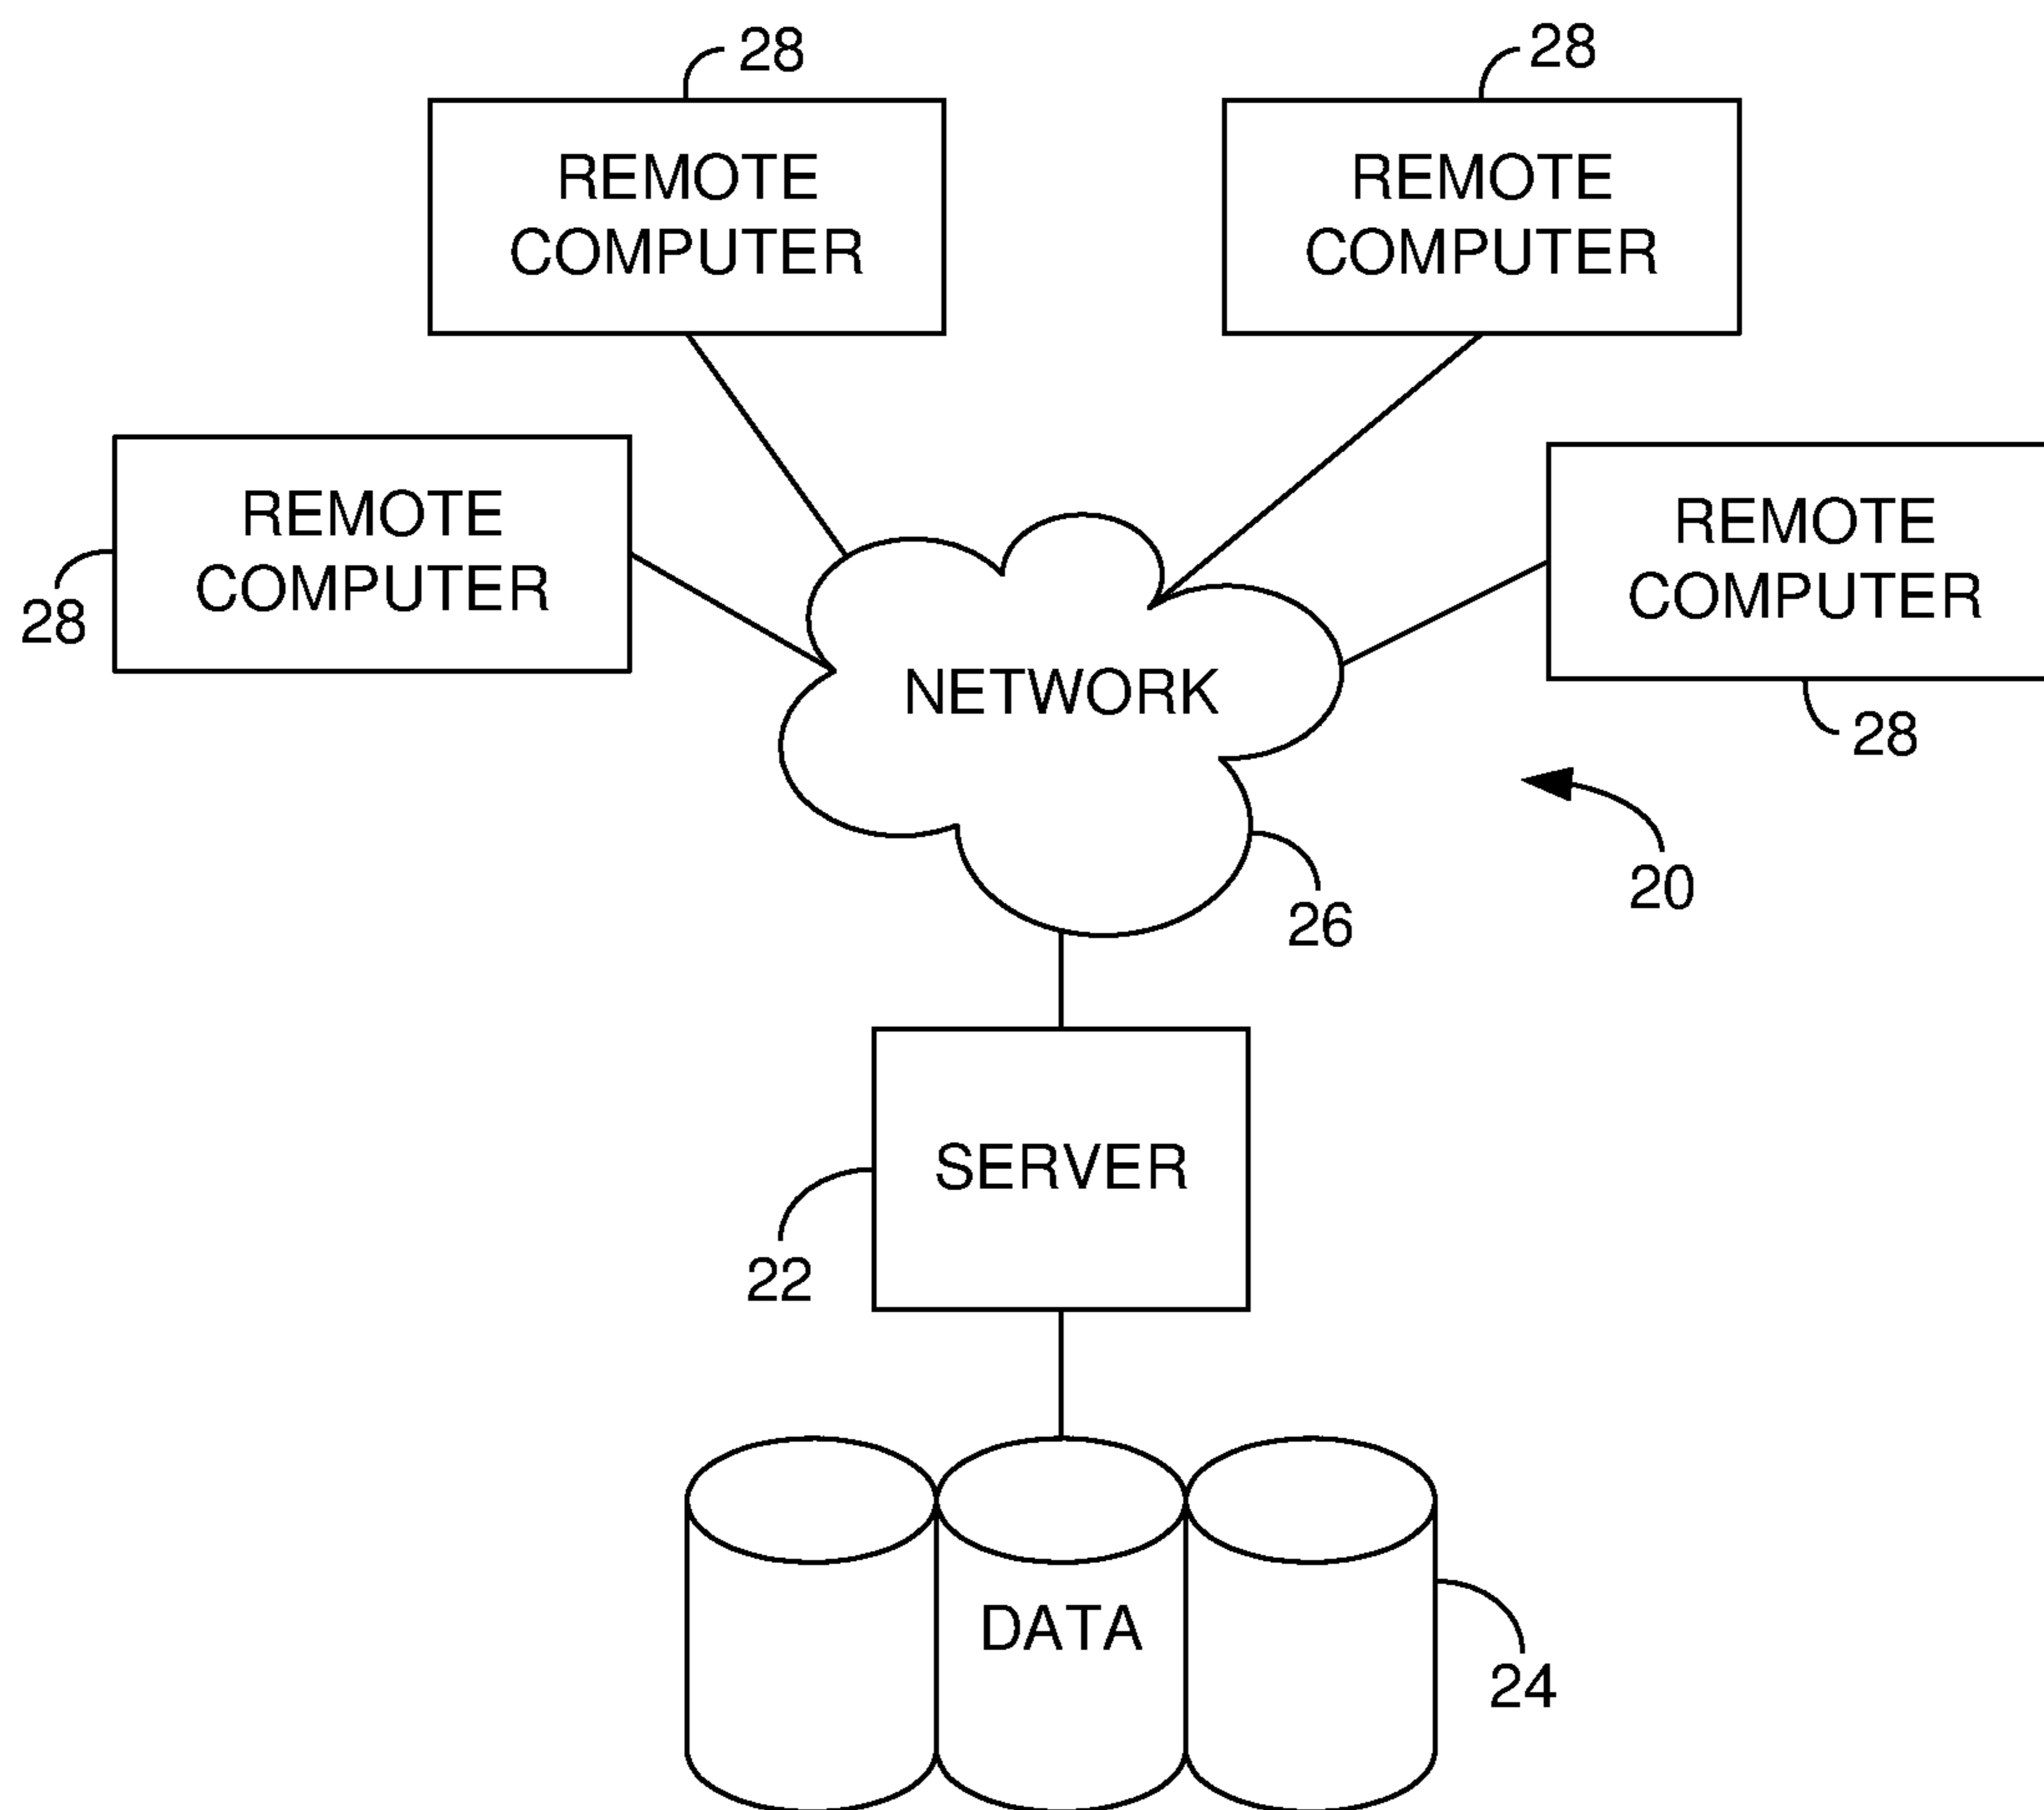 28
28
REMOTE
COMPUTER
REMOTE
COMPUTER
REMOTE
COMPUTER
REMOTE
COMPUTER
28
28
NETWORK
20
26
SERVER
22
DATA
24